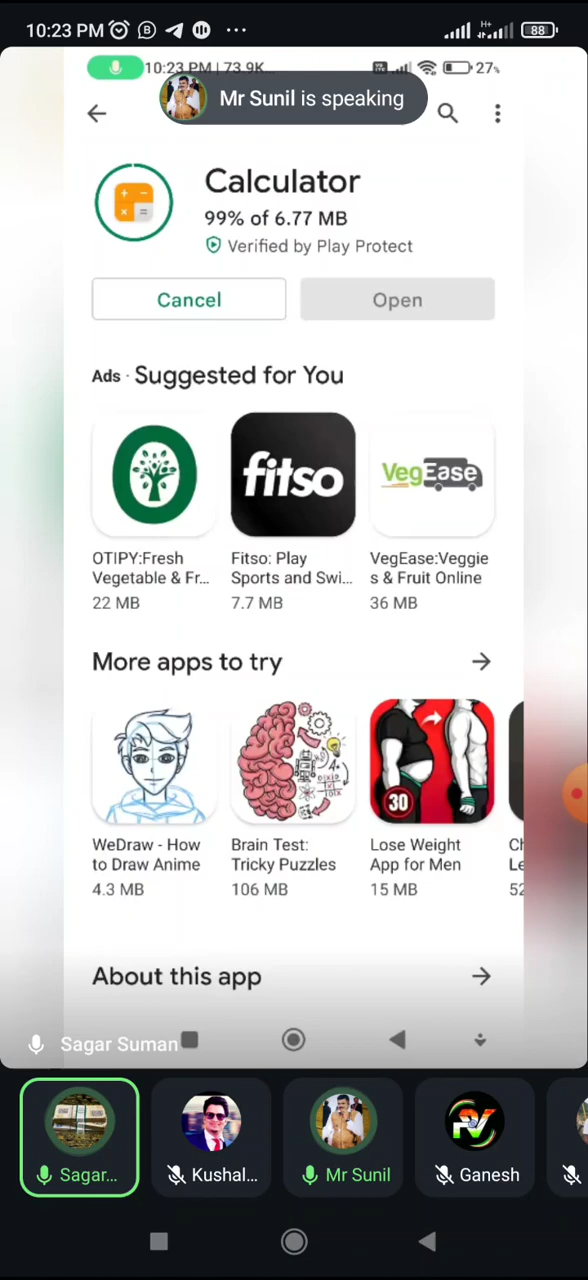 10:23 PM
88
10:23 PM | 73.9K...
27%
Mr Sunil is speaking
Calculator
99% of 6.77 MB
Verified by Play Protect
Cancel
Open
Ads · Suggested for You
fitso
VegEase
OTIPY:Fresh
Vegetable & Fr...
22 MB
Fitso: Play
Sports and Swi...
7.7 MB
VegEase:Veggie
s & Fruit Online
36 MB
More apps to try
30
WeDraw - How
to Draw Anime
4.3 MB
Brain Test:
Tricky Puzzles
106 MB
Lose Weight
App for Men
15 MB
Ch
Le
52
About this app
Sagar Suman
Sagar...
Kushal...
Mr Sunil
Ganesh